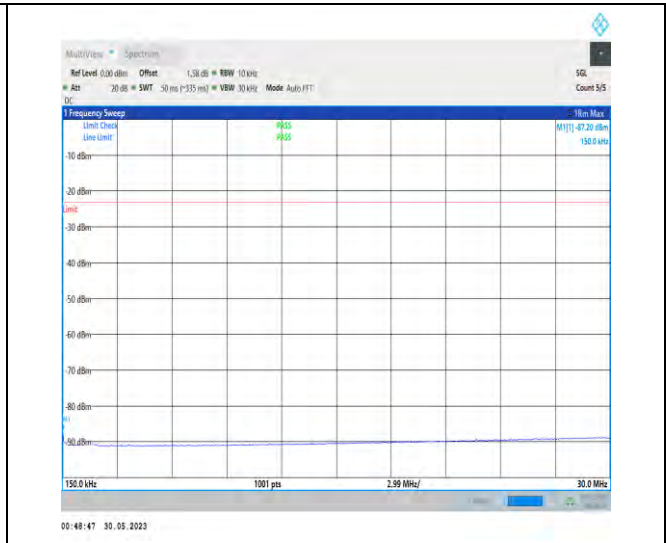 MultiView Spectrum
Ref Level 0.00 dBm Offset 1.58 dB RBW 10 kHz SGL
Att 20 dB SWT 50 ms (~335 ms) VBW 30 kHz Mode Auto FFT Count 5/5
DC
1 Frequency Sweep 1Rm Max
Limit Check PASS M1[1] -87.20 dBm
Line Limit PASS 150.0 kHz
-10 dBm
-20 dBm
Limit
-30 dBm
-40 dBm
-50 dBm
-60 dBm
-70 dBm
-80 dBm
M1
-90 dBm
150.0 kHz 1001 pts 2.99 MHz/ 30.0 MHz
00:48:47 30.05.2023